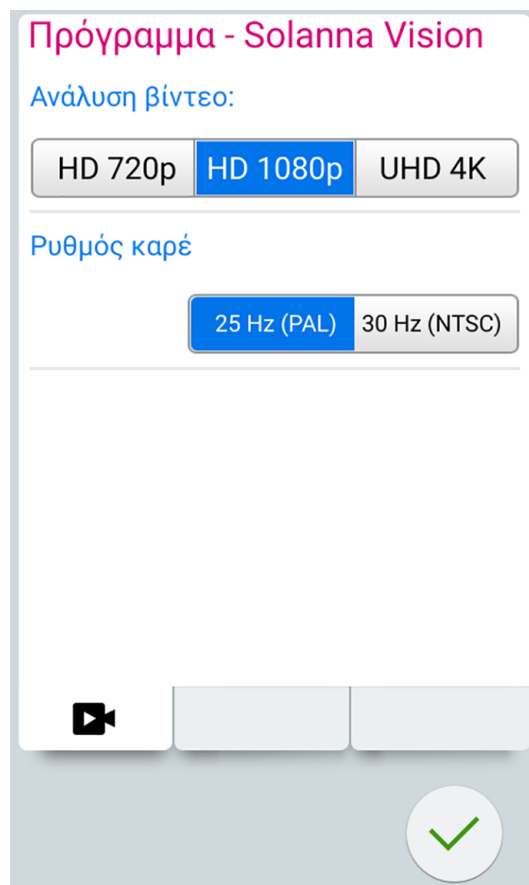 Πρόγραμμα - Solanna Vision
Ανάλυση βίντεο:
HD 720p HD 1080p UHD 4K
Ρυθμός καρέ
25 Hz (PAL) 30 Hz (NTSC)